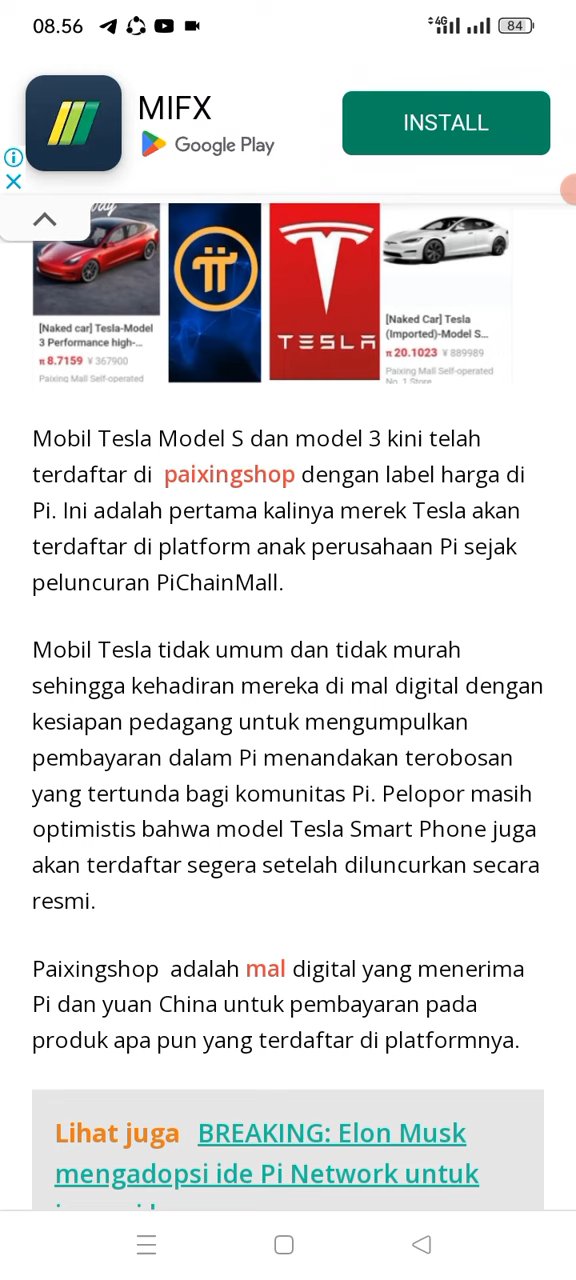 08.56
4G
84
MIFX
Google Play
INSTALL
[Naked car] Tesla-Model
3 Performance high-...
π 8.7159 ¥ 367900
Paixing Mall Self-operated
TESLA
[Naked Car] Tesla
(Imported)-Model S...
π 20.1023 ¥ 889989
Paixing Mall Self-operated
No. 1 Store
Mobil Tesla Model S dan model 3 kini telah
terdaftar di paixingshop dengan label harga di
Pi. Ini adalah pertama kalinya merek Tesla akan
terdaftar di platform anak perusahaan Pi sejak
peluncuran PiChainMall.
Mobil Tesla tidak umum dan tidak murah
sehingga kehadiran mereka di mal digital dengan
kesiapan pedagang untuk mengumpulkan
pembayaran dalam Pi menandakan terobosan
yang tertunda bagi komunitas Pi. Pelopor masih
optimistis bahwa model Tesla Smart Phone juga
akan terdaftar segera setelah diluncurkan secara
resmi.
Paixingshop adalah mal digital yang menerima
Pi dan yuan China untuk pembayaran pada
produk apa pun yang terdaftar di platformnya.
Lihat juga BREAKING: Elon Musk
mengadopsi ide Pi Network untuk